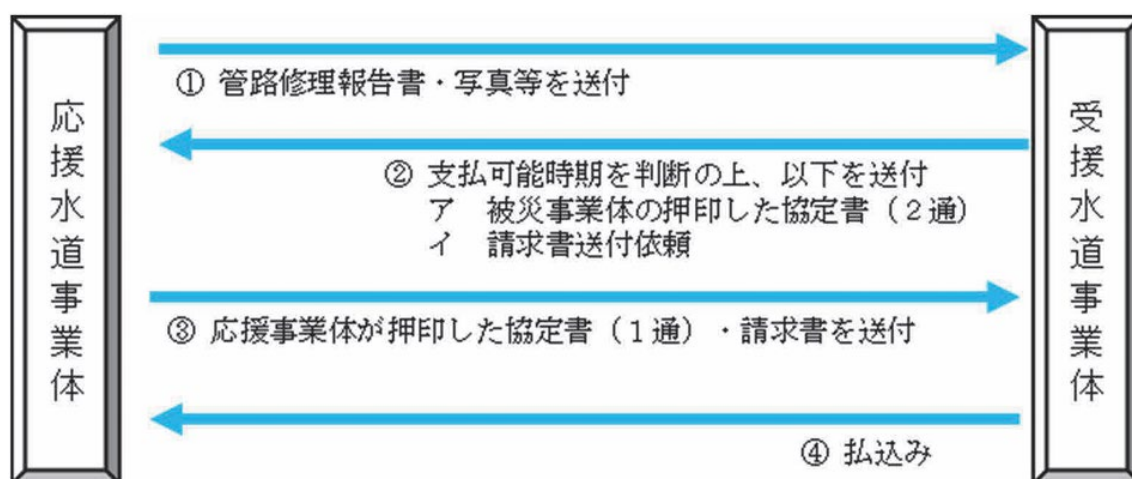 応援水道事業体
① 管路修理報告書・写真等を送付
② 支払可能時期を判断の上、以下を送付
ア 被災事業体の押印した協定書（２通）
イ 請求書送付依頼
③ 応援事業体が押印した協定書（１通）・請求書を送付
④ 払込み
受援水道事業体